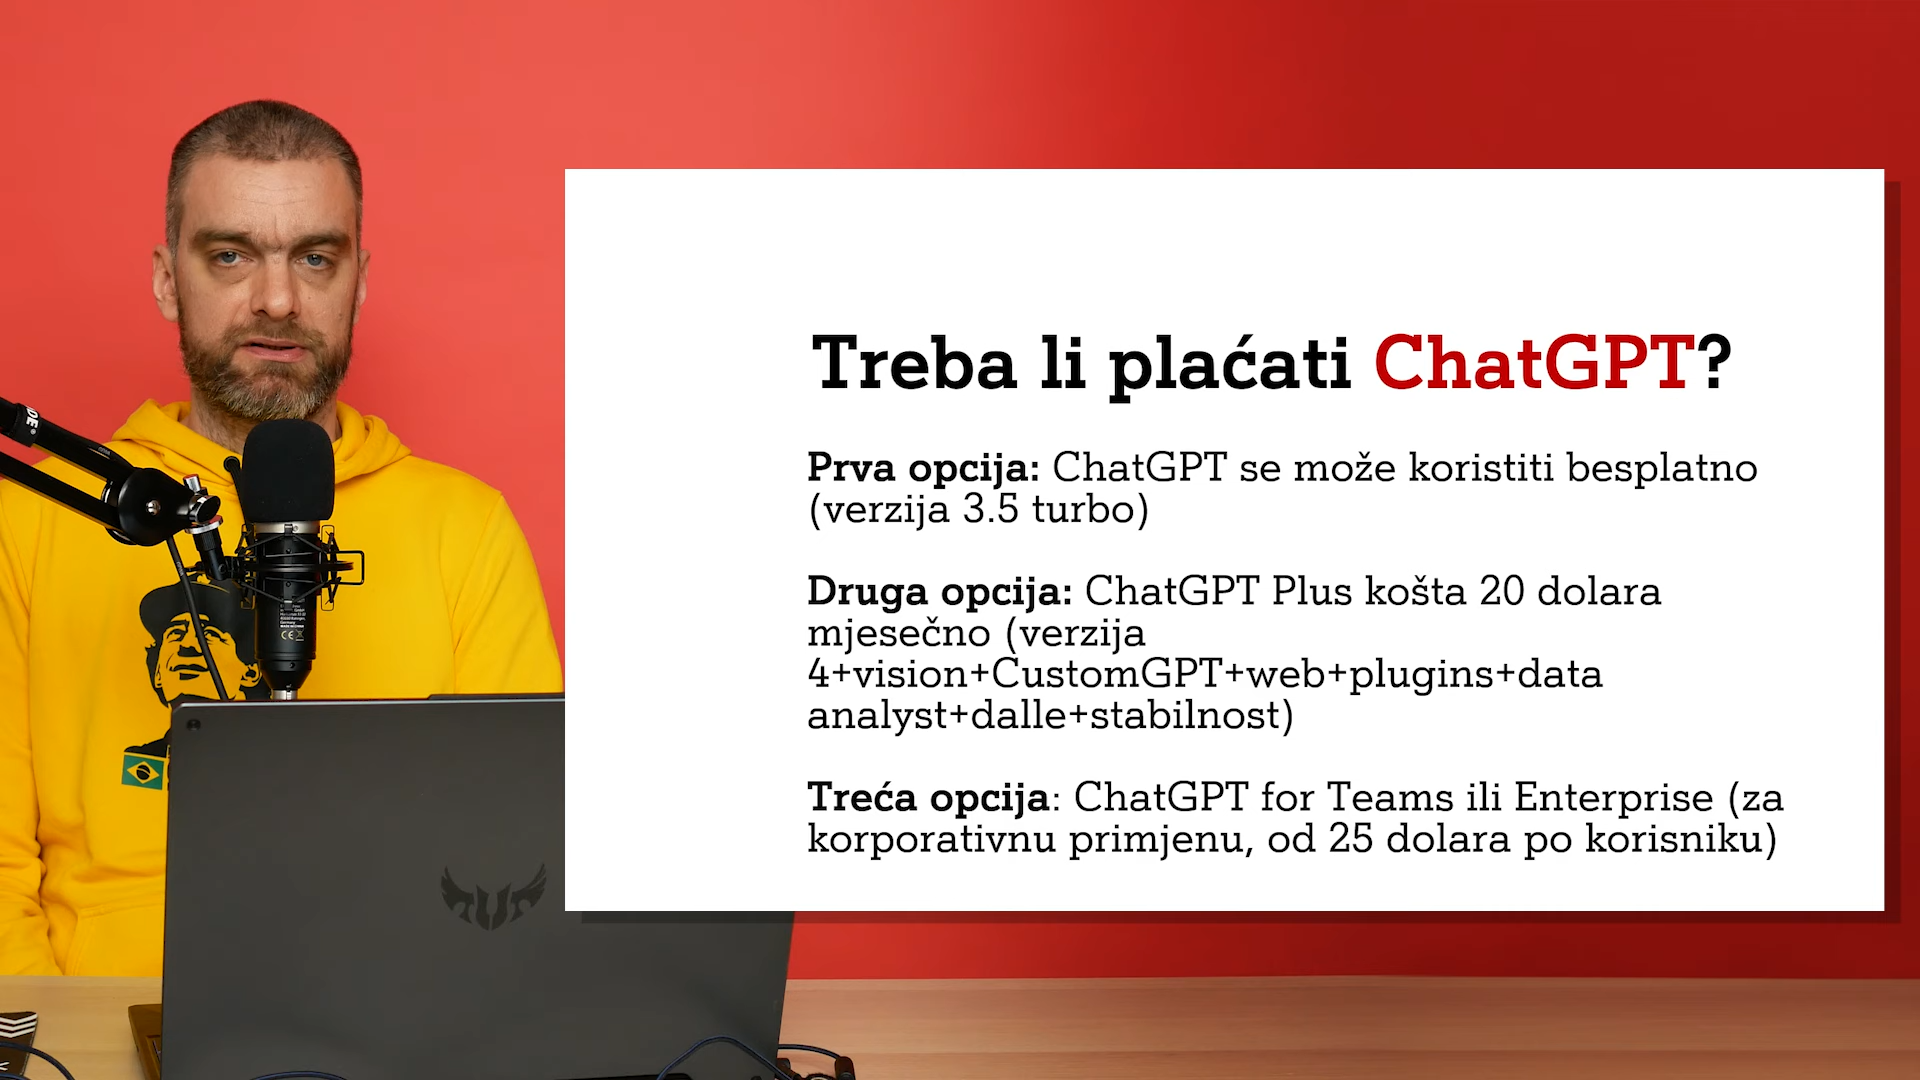 Treba li plaćati ChatGPT?
Prva opcija: ChatGPT se može koristiti besplatno
(verzija 3.5 turbo)
Druga opcija: ChatGPT Plus košta 20 dolara
mjesečno (verzija
4+vision+CustomGPT+web+plugins+data
analyst+dalle+stabilnost)
Treća opcija: ChatGPT for Teams ili Enterprise (za
korporativnu primjenu, od 25 dolara po korisniku)